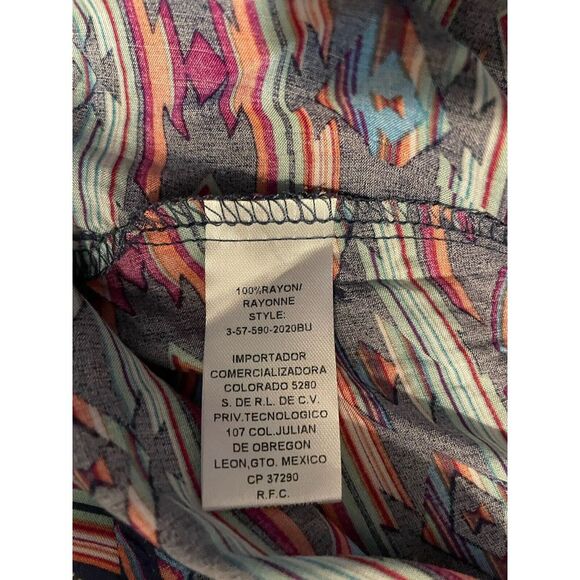 100%RAYON/
RAYONNE
STYLE:
3-57-590-2020BU
IMPORTADOR
COMERCIALIZADORA
COLORADO 5280
S. DE R.L. DE C.V.
PRIV.TECNOLOGICO
107 COL.JULIAN
DE OBREGON
LEON,GTO. MEXICO
CP 37290
R.F.C.